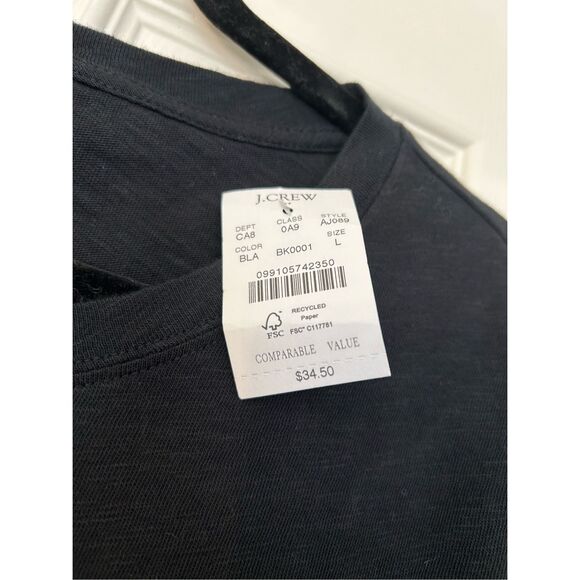 J.CREW
DEPT CLASS STYLE
CA8 0A9 AJ089
COLOR SIZE
BLA BK0001 L
099105742350
RECYCLED
Paper
FSC FSC® C117781
COMPARABLE VALUE
$34.50